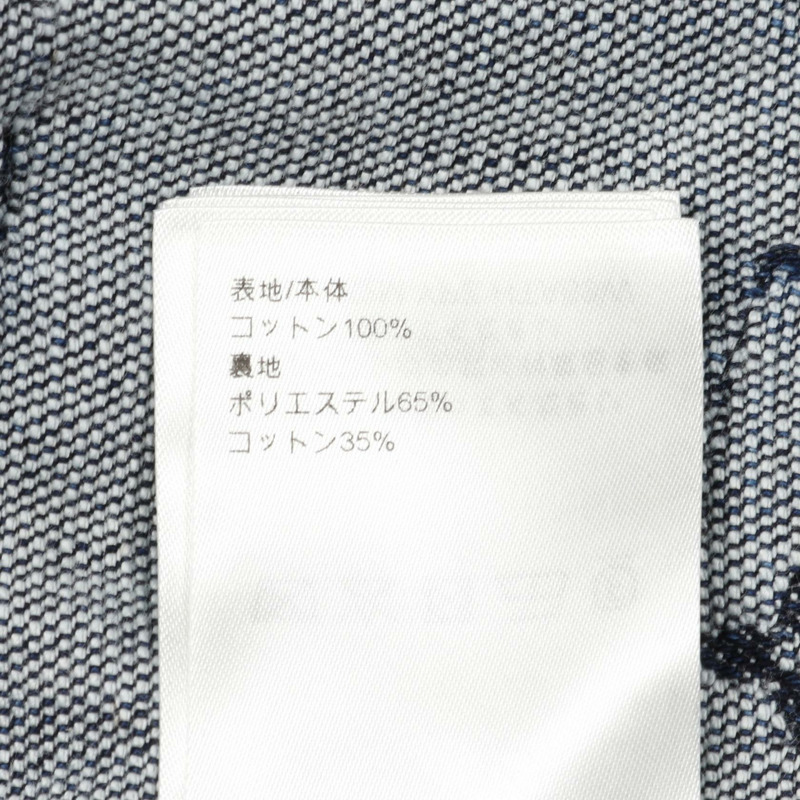 表地/本体
コットン100%
裏地
ポリエステル65%
コットン35%